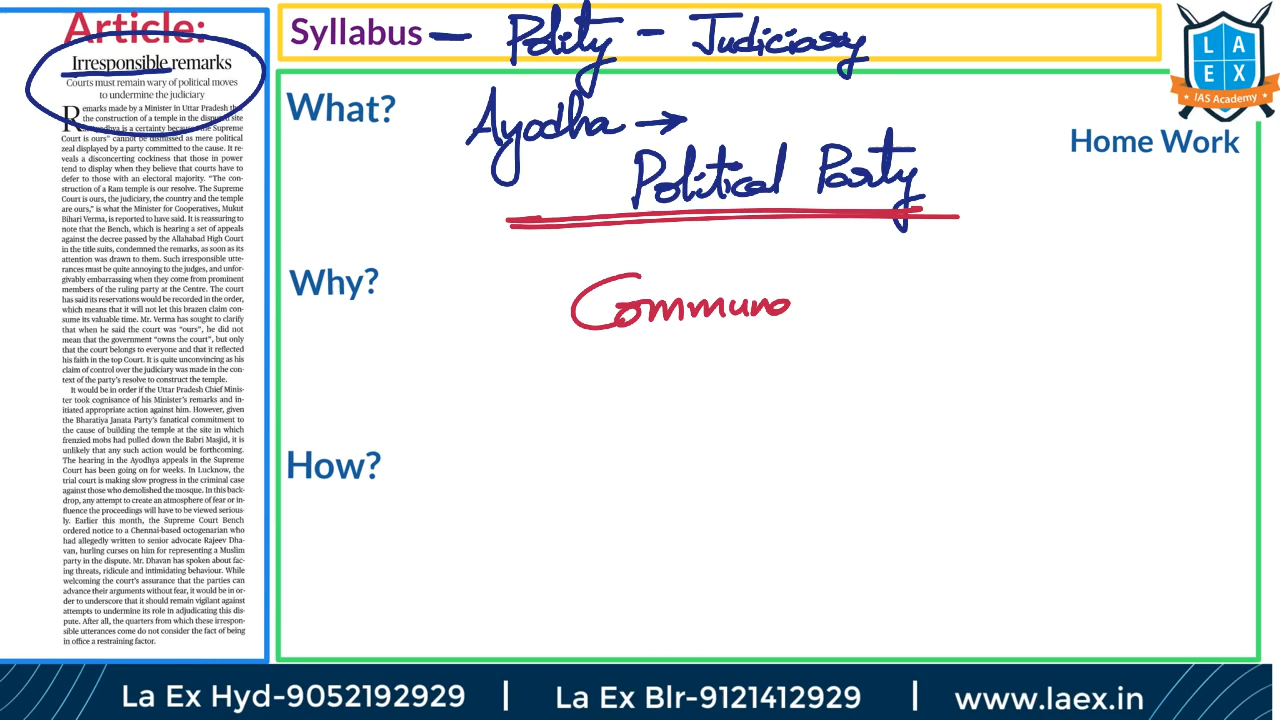 Article:
Irresponsible remarks
Courts must remain wary of political moves
to undermine the judiciary
Remarks made by a Minister in Uttar Pradesh that
the construction of a temple in the disputed site
in Ayodhya is a certainty because "the Supreme
Court is ours" cannot be dismissed as mere political
zeal displayed by a party committed to the cause. It re-
veals a disconcerting cockiness that those in power
tend to display when they believe that courts have to
defer to those with an electoral majority. "The con-
struction of a Ram temple is our resolve. The Supreme
Court is ours, the judiciary, the country and the temple
are ours," is what the Minister for Cooperatives, Mukut
Bihari Verma, is reported to have said. It is reassuring to
note that the Bench, which is hearing a set of appeals
against the decree passed by the Allahabad High Court
in the title suits, condemned the remarks, as soon as its
attention was drawn to them. Such irresponsible utte-
rances must be quite annoying to the judges, and unfor-
givably embarrassing when they come from prominent
members of the ruling party at the Centre. The court
has said its reservations would be recorded in the order,
which means that it will not let this brazen claim con-
sume its valuable time. Mr. Verma has sought to clarify
that when he said the court was "ours", he did not
mean that the government "owns the court", but only
that the court belongs to everyone and that it reflected
his faith in the top Court. It is quite unconvincing as his
claim of control over the judiciary was made in the con-
text of the party's resolve to construct the temple.
It would be in order if the Uttar Pradesh Chief Minis-
ter took cognisance of his Minister's remarks and in-
itiated appropriate action against him. However, given
the Bharatiya Janata Party's fanatical commitment to
the cause of building the temple at the site in which
frenzied mobs had pulled down the Babri Masjid, it is
unlikely that any such action would be forthcoming.
The hearing in the Ayodhya appeals in the Supreme
Court has been going on for weeks. In Lucknow, the
trial court is making slow progress in the criminal case
against those who demolished the mosque. In this back-
drop, any attempt to create an atmosphere of fear or in-
fluence the proceedings will have to be viewed serious-
ly. Earlier this month, the Supreme Court Bench
ordered notice to a Chennai-based octogenarian who
had allegedly written to senior advocate Rajeev Dha-
van, hurling curses on him for representing a Muslim
party in the dispute. Mr. Dhavan has spoken about fac-
ing threats, ridicule and intimidating behaviour. While
welcoming the court's assurance that the parties can
advance their arguments without fear, it would be in or-
der to underscore that it should remain vigilant against
attempts to undermine its role in adjudicating this dis-
pute. After all, the quarters from which these irrespon-
sible utterances come do not consider the fact of being
in office a restraining factor.
Syllabus - Polity - Judiciary
What?
Ayodha →
Political Party
Why?
Communa
How?
LAEX
IAS Academy
Home Work
La Ex Hyd-9052192929 | La Ex Blr-9121412929 | www.laex.in